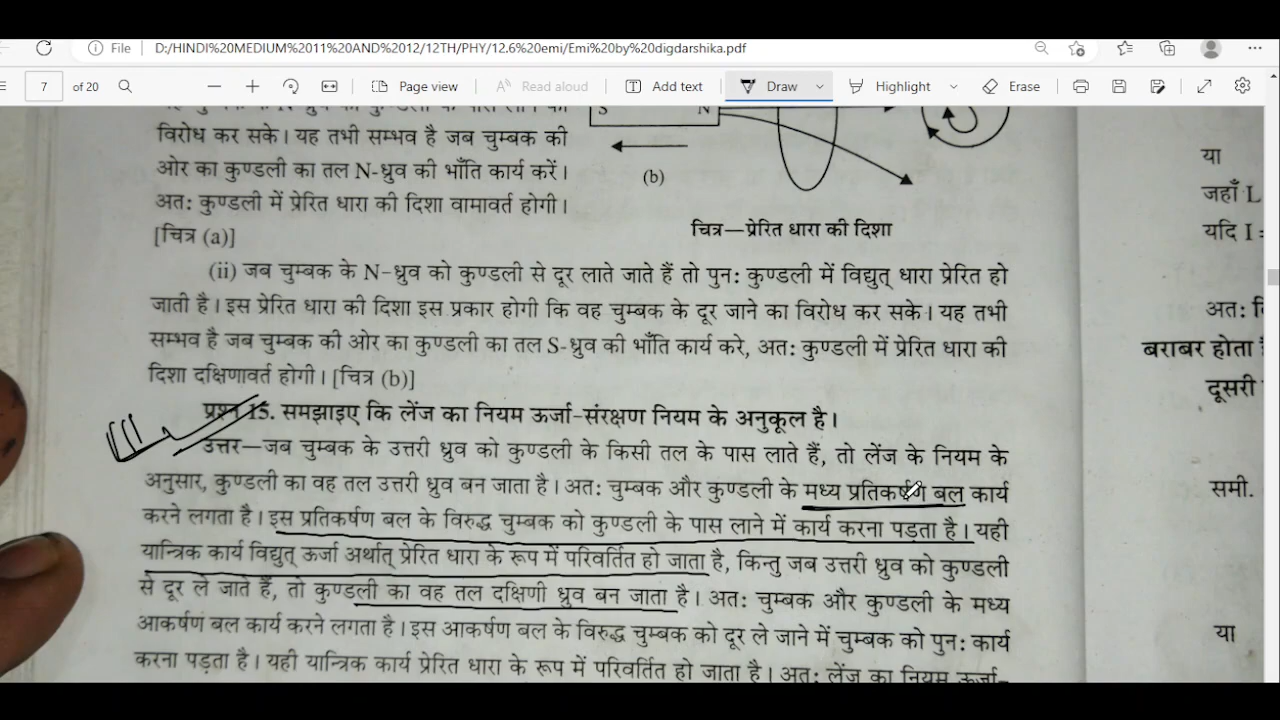 File D:/HINDI%20MEDIUM%2011%20AND%2012/12TH/PHY/12.6%20emi/Emi%20by%20digdarshika.pdf
7 of 20 Page view Read aloud Add text Draw Highlight Erase
विरोध कर सके। यह तभी सम्भव है जब चुम्बक की
ओर का कुण्डली का तल N-ध्रुव की भाँति कार्य करें।
अत: कुण्डली में प्रेरित धारा की दिशा वामावर्त होगी।
[चित्र (a)]
S N
(b)
चित्र—प्रेरित धारा की दिशा
(ii) जब चुम्बक के N-ध्रुव को कुण्डली से दूर लाते जाते हैं तो पुन: कुण्डली में विद्युत् धारा प्रेरित हो
जाती है। इस प्रेरित धारा की दिशा इस प्रकार होगी कि वह चुम्बक के दूर जाने का विरोध कर सके। यह तभी
सम्भव है जब चुम्बक की ओर का कुण्डली का तल S-ध्रुव की भाँति कार्य करे, अत: कुण्डली में प्रेरित धारा की
दिशा दक्षिणावर्त होगी। [चित्र (b)]
प्रश्न 15. समझाइए कि लेंज का नियम ऊर्जा-संरक्षण नियम के अनुकूल है।
उत्तर—जब चुम्बक के उत्तरी ध्रुव को कुण्डली के किसी तल के पास लाते हैं, तो लेंज के नियम के
अनुसार, कुण्डली का वह तल उत्तरी ध्रुव बन जाता है। अत: चुम्बक और कुण्डली के मध्य प्रतिकर्षण बल कार्य
करने लगता है। इस प्रतिकर्षण बल के विरुद्ध चुम्बक को कुण्डली के पास लाने में कार्य करना पड़ता है। यही
यान्त्रिक कार्य विद्युत् ऊर्जा अर्थात् प्रेरित धारा के रूप में परिवर्तित हो जाता है, किन्तु जब उत्तरी ध्रुव को कुण्डली
से दूर ले जाते हैं, तो कुण्डली का वह तल दक्षिणी ध्रुव बन जाता है। अत: चुम्बक और कुण्डली के मध्य
आकर्षण बल कार्य करने लगता है। इस आकर्षण बल के विरुद्ध चुम्बक को दूर ले जाने में चुम्बक को पुन: कार्य
करना पड़ता है। यही यान्त्रिक कार्य प्रेरित धारा के रूप में परिवर्तित हो जाता है। अत: लेंज का नियम ऊर्जा-
या
जहाँ L
यदि I
अत:
बराबर होता
दूसरी
समी.
या